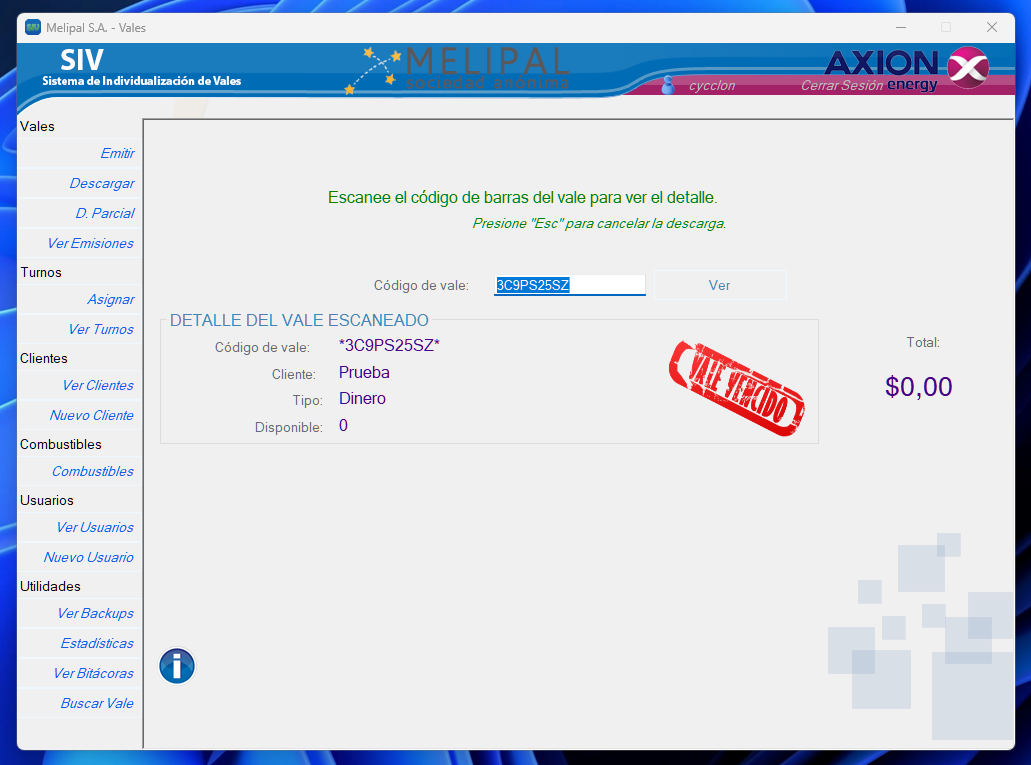 Melipal S.A. - Vales
SIV
Sistema de Individualización de Vales
MELIPAL
sociedad anónima
AXION
energy
cycclon
Cerrar Sesión
Vales
Emitir
Descargar
D. Parcial
Ver Emisiones
Turnos
Asignar
Ver Turnos
Clientes
Ver Clientes
Nuevo Cliente
Combustibles
Combustibles
Usuarios
Ver Usuarios
Nuevo Usuario
Utilidades
Ver Backups
Estadísticas
Ver Bitácoras
Buscar Vale
Escanee el código de barras del vale para ver el detalle.
Presione "Esc" para cancelar la descarga.
Código de vale: 3C9PS25SZ Ver
DETALLE DEL VALE ESCANEADO
Código de vale: *3C9PS25SZ*
Cliente: Prueba
Tipo: Dinero
Disponible: 0
VALE VENCIDO
Total:
$0,00